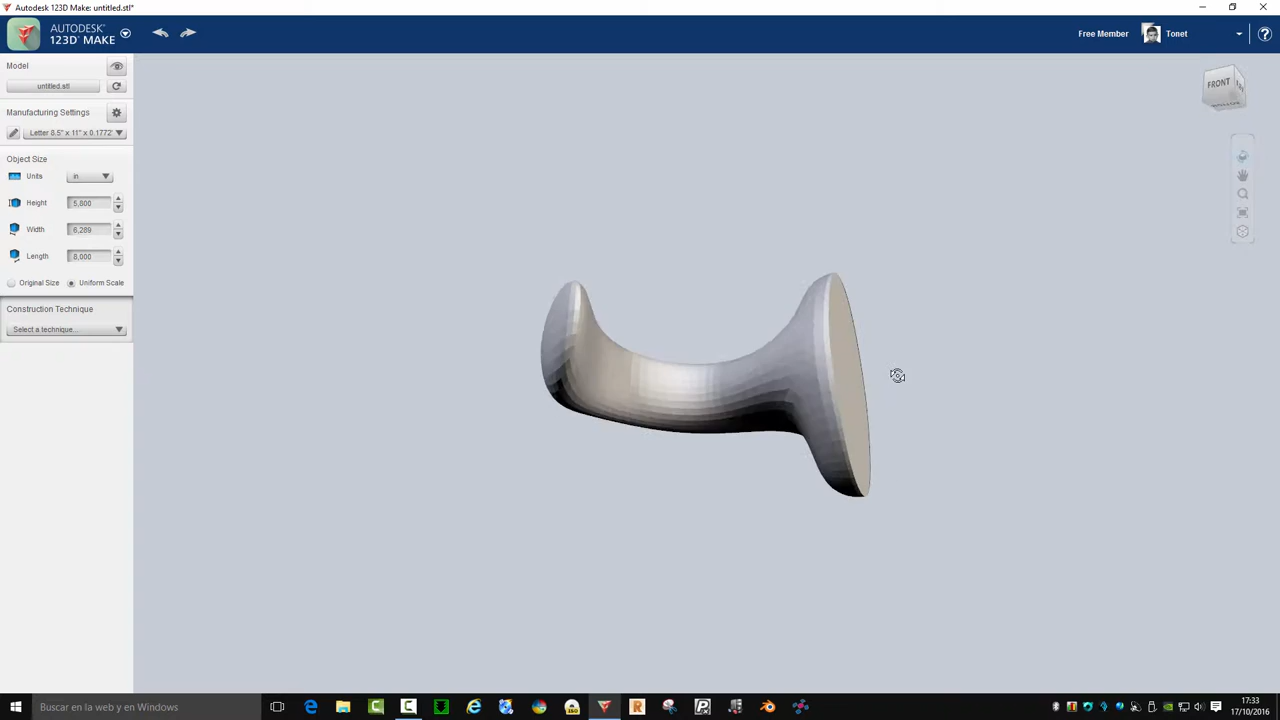 Autodesk 123D Make: untitled.stl*
AUTODESK
123D MAKE
Free Member
Tonet
Model
untitled.stl
Manufacturing Settings
Letter 8.5" x 11" x 0.1772"
Object Size
Units
in
Height
5,800
Width
6,289
Length
8,000
Original Size
Uniform Scale
Construction Technique
Select a technique...
FRONT
Buscar en la web y en Windows
17:33
17/10/2016